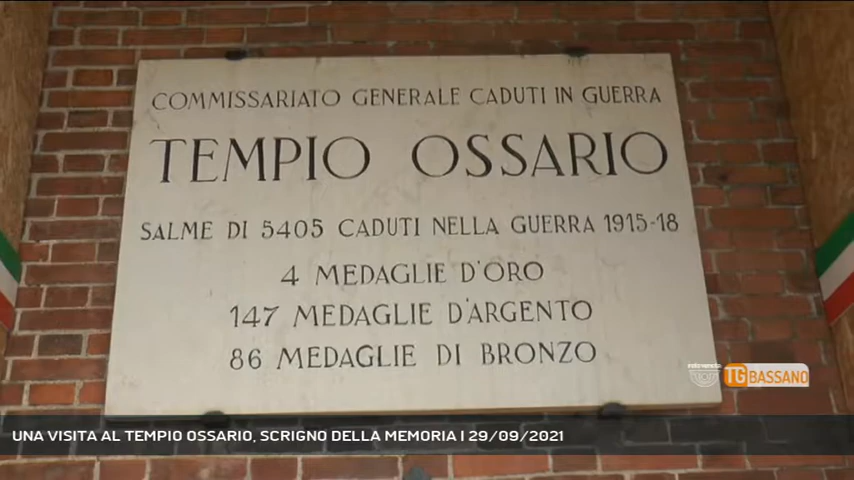 COMMISSARIATO GENERALE CADUTI IN GUERRA
TEMPIO OSSARIO
SALME DI 5405 CADUTI NELLA GUERRA 1915-18
4 MEDAGLIE D'ORO
147 MEDAGLIE D'ARGENTO
86 MEDAGLIE DI BRONZO
TG BASSANO
UNA VISITA AL TEMPIO OSSARIO, SCRIGNO DELLA MEMORIA | 29/09/2021